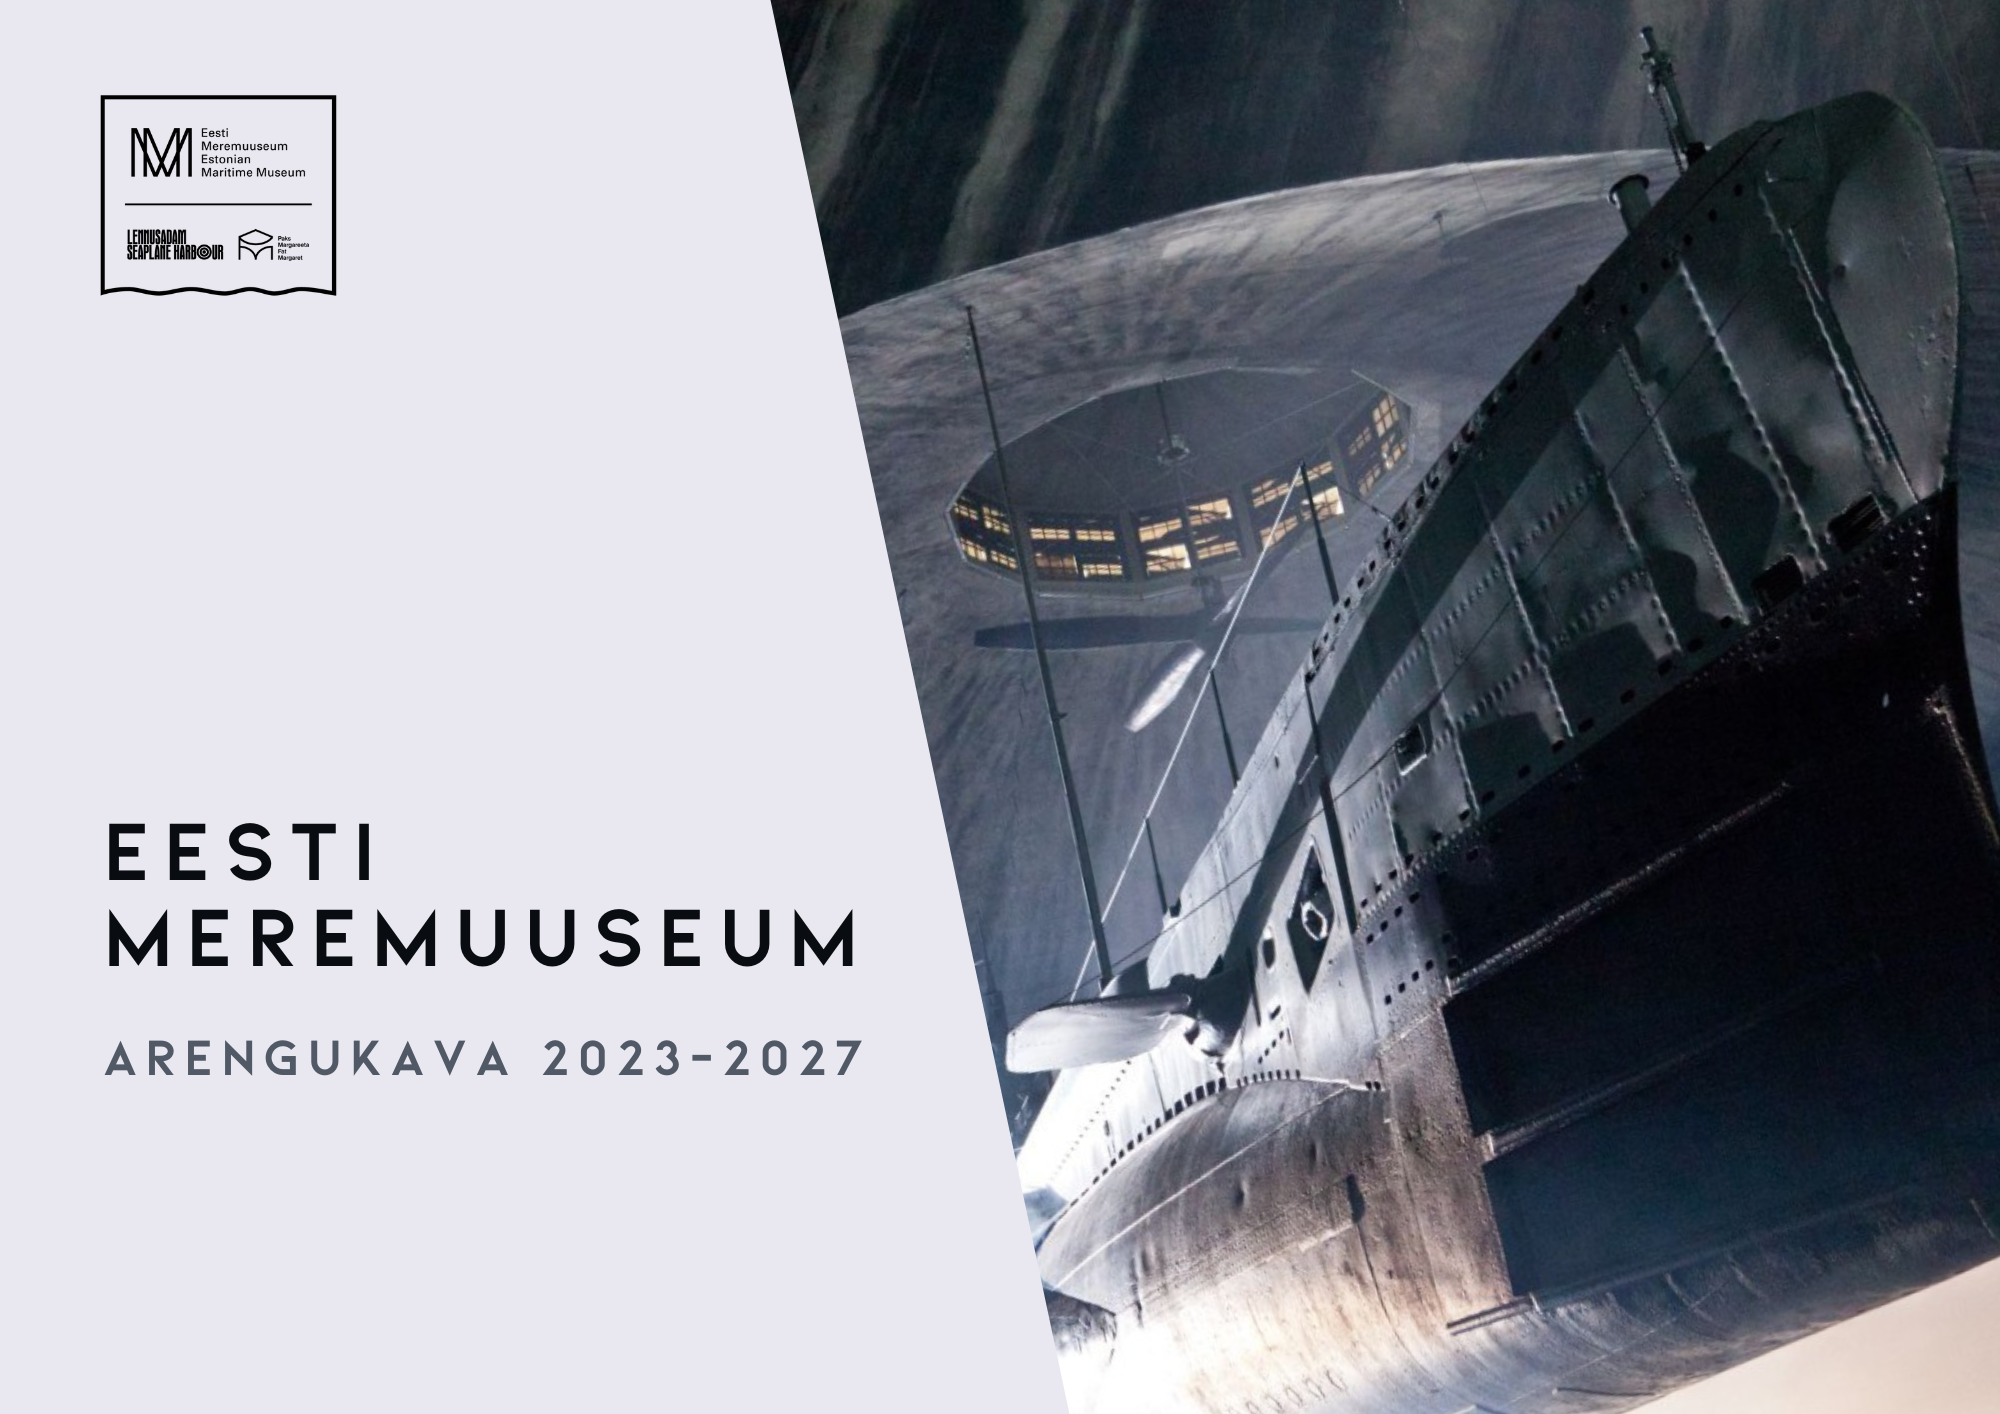 Eesti
Meremuuseum
Estonian
Maritime Museum
LENNUSADAM
SEAPLANE HARBOUR
Paks
Margareeta
Fat
Margaret
EESTI
MEREMUUSEUM
ARENGUKAVA 2023-2027